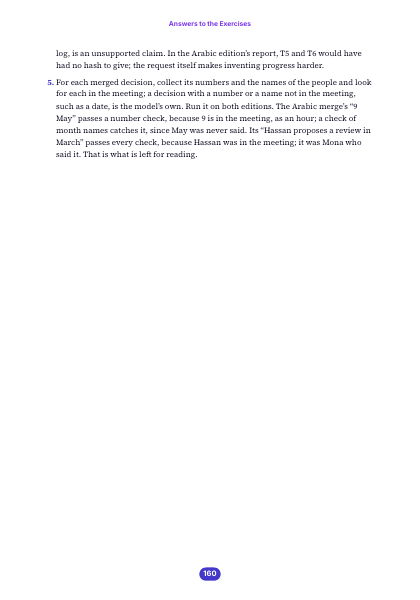 Answers to the Exercises
log, is an unsupported claim. In the Arabic edition’s report, T5 and T6 would have
had no hash to give; the request itself makes inventing progress harder.
5. For each merged decision, collect its numbers and the names of the people and look
for each in the meeting; a decision with a number or a name not in the meeting,
such as a date, is the model’s own. Run it on both editions. The Arabic merge’s “9
May” passes a number check, because 9 is in the meeting, as an hour; a check of
month names catches it, since May was never said. Its “Hassan proposes a review in
March” passes every check, because Hassan was in the meeting; it was Mona who
said it. That is what is left for reading.
160